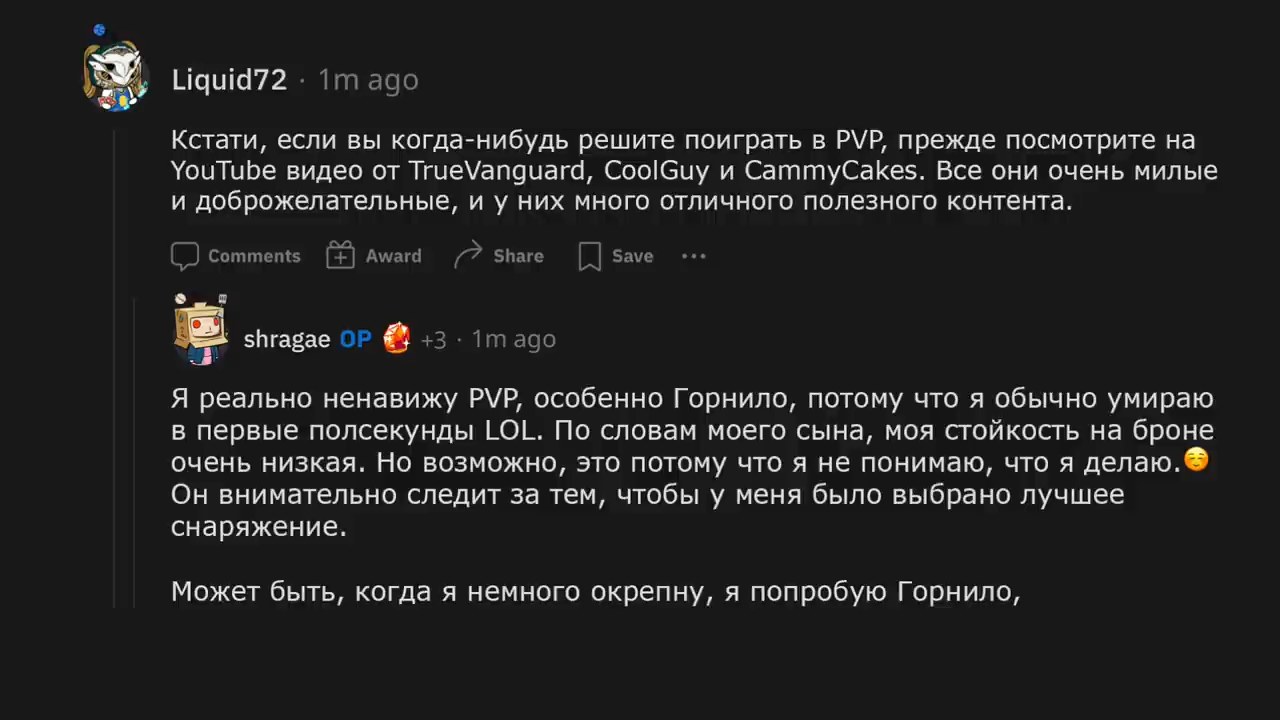 Liquid72 · 1m ago
Кстати, если вы когда-нибудь решите поиграть в PVP, прежде посмотрите на
YouTube видео от TrueVanguard, CoolGuy и CammyCakes. Все они очень милые
и доброжелательные, и у них много отличного полезного контента.
Comments Award Share Save ···
shragae OP +3 · 1m ago
Я реально ненавижу PVP, особенно Горнило, потому что я обычно умираю
в первые полсекунды LOL. По словам моего сына, моя стойкость на броне
очень низкая. Но возможно, это потому что я не понимаю, что я делаю.☺️
Он внимательно следит за тем, чтобы у меня было выбрано лучшее
снаряжение.
Может быть, когда я немного окрепну, я попробую Горнило,